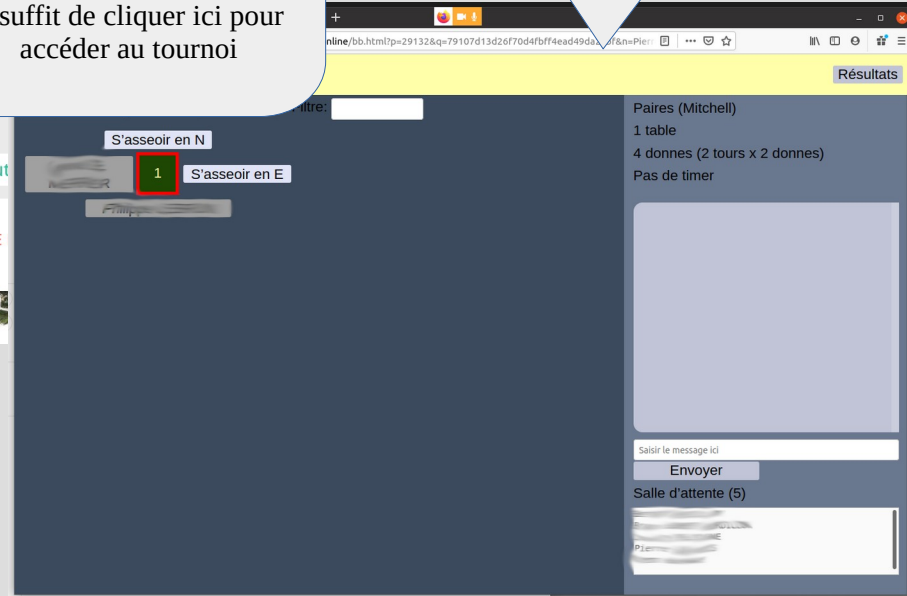 suffit de cliquer ici pour
accéder au tournoi
nline/bb.html?p=29132&q=79107d13d26f70d4fbff4ead49da
Résultats
S'asseoir en N
1
S'asseoir en E
Paires (Mitchell)
1 table
4 donnes (2 tours x 2 donnes)
Pas de timer
Saisir le message ici
Envoyer
Salle d'attente (5)